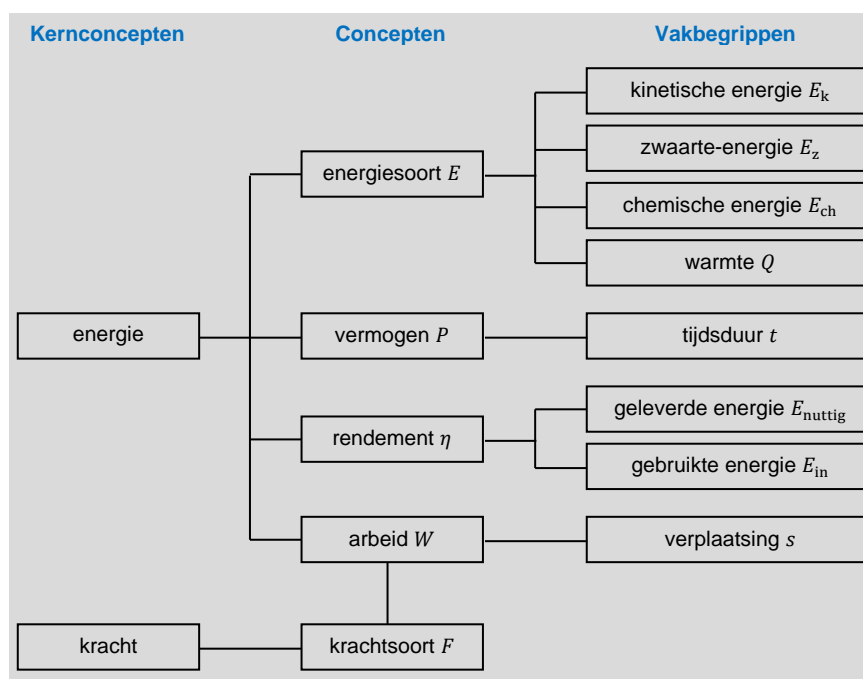 Kernconcepten Concepten Vakbegrippen
kinetische energie E_k
zwaarte-energie E_z
energiesoort E
chemische energie E_ch
warmte Q
energie vermogen P tijdsduur t
geleverde energie E_nuttig
rendement η
gebruikte energie E_in
arbeid W verplaatsing s
kracht krachtsoort F